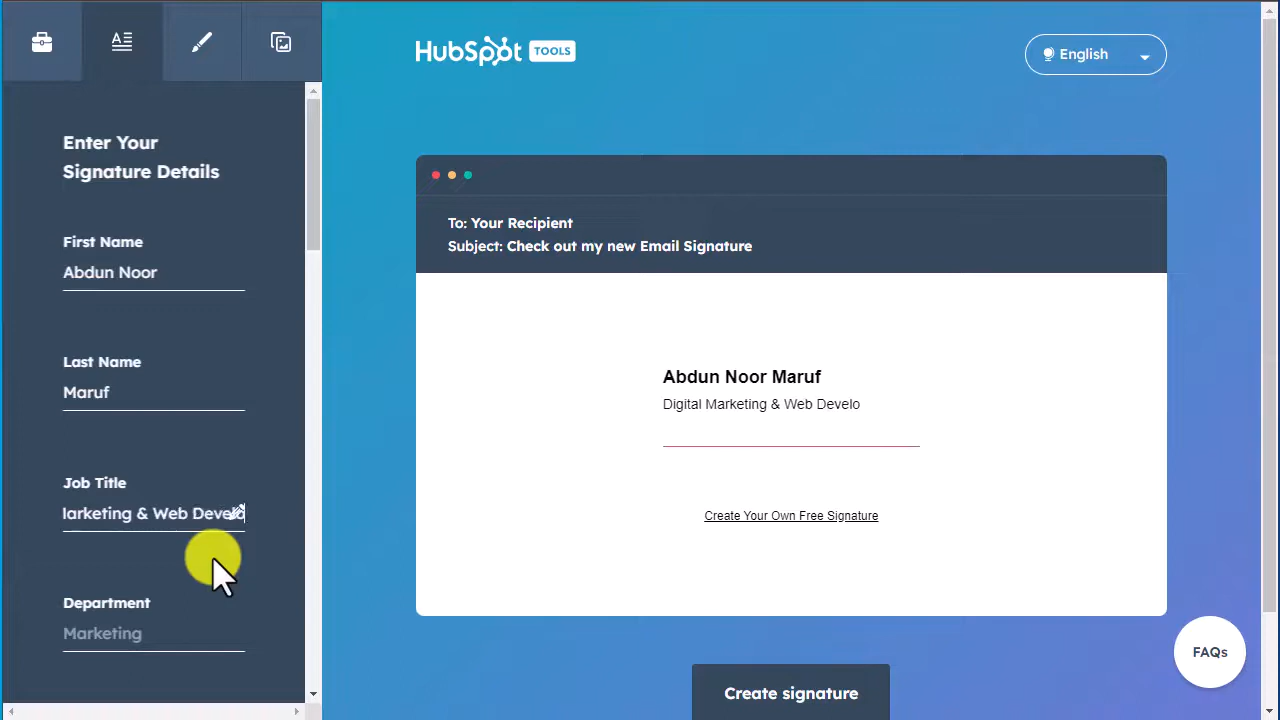 HubSpot TOOLS
English
Enter Your
Signature Details
First Name
Abdun Noor
Last Name
Maruf
Job Title
larketing & Web Develo
Department
Marketing
To: Your Recipient
Subject: Check out my new Email Signature
Abdun Noor Maruf
Digital Marketing & Web Develo
Create Your Own Free Signature
FAQs
Create signature